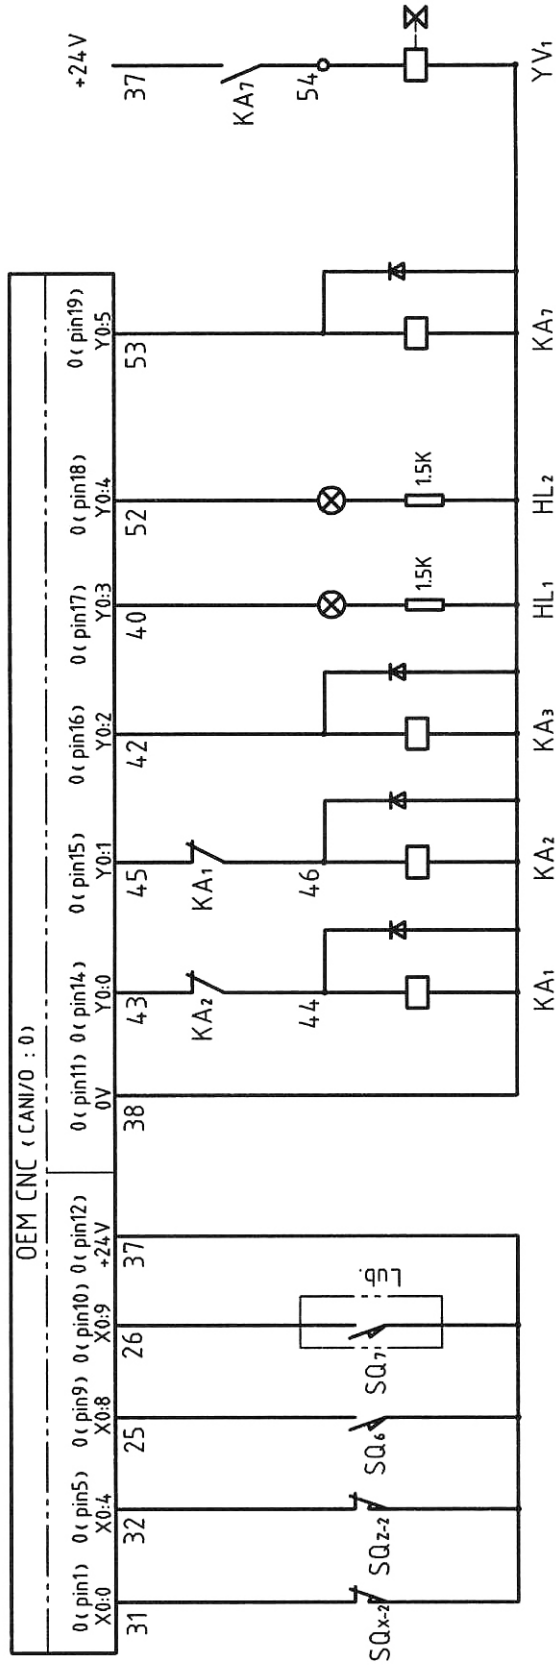 OEM CNC (CANI/O : 0)
0(pin1) 0(pin5) 0(pin9) 0(pin10) 0(pin12) 0(pin11) 0(pin14) 0(pin15) 0(pin16) 0(pin17) 0(pin18) 0(pin19)
X0:0 X0:4 X0:8 X0:9 +24V 0V Y0:0 Y0:1 Y0:2 Y0:3 Y0:4 Y0:5 +24V
31 32 25 26 37 38 43 45 42 40 52 53 37
KA2 KA1 KA7
44 46 54
SQX-2 SQZ-2 SQ6 SQ7 Lub.
1.5K 1.5K
KA1 KA2 KA3 HL1 HL2 KA7 YV1